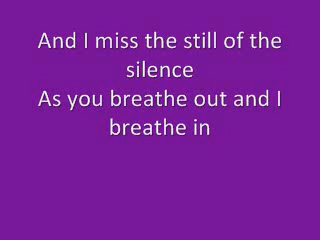 And I miss the still of the
silence
As you breathe out and I
breathe in